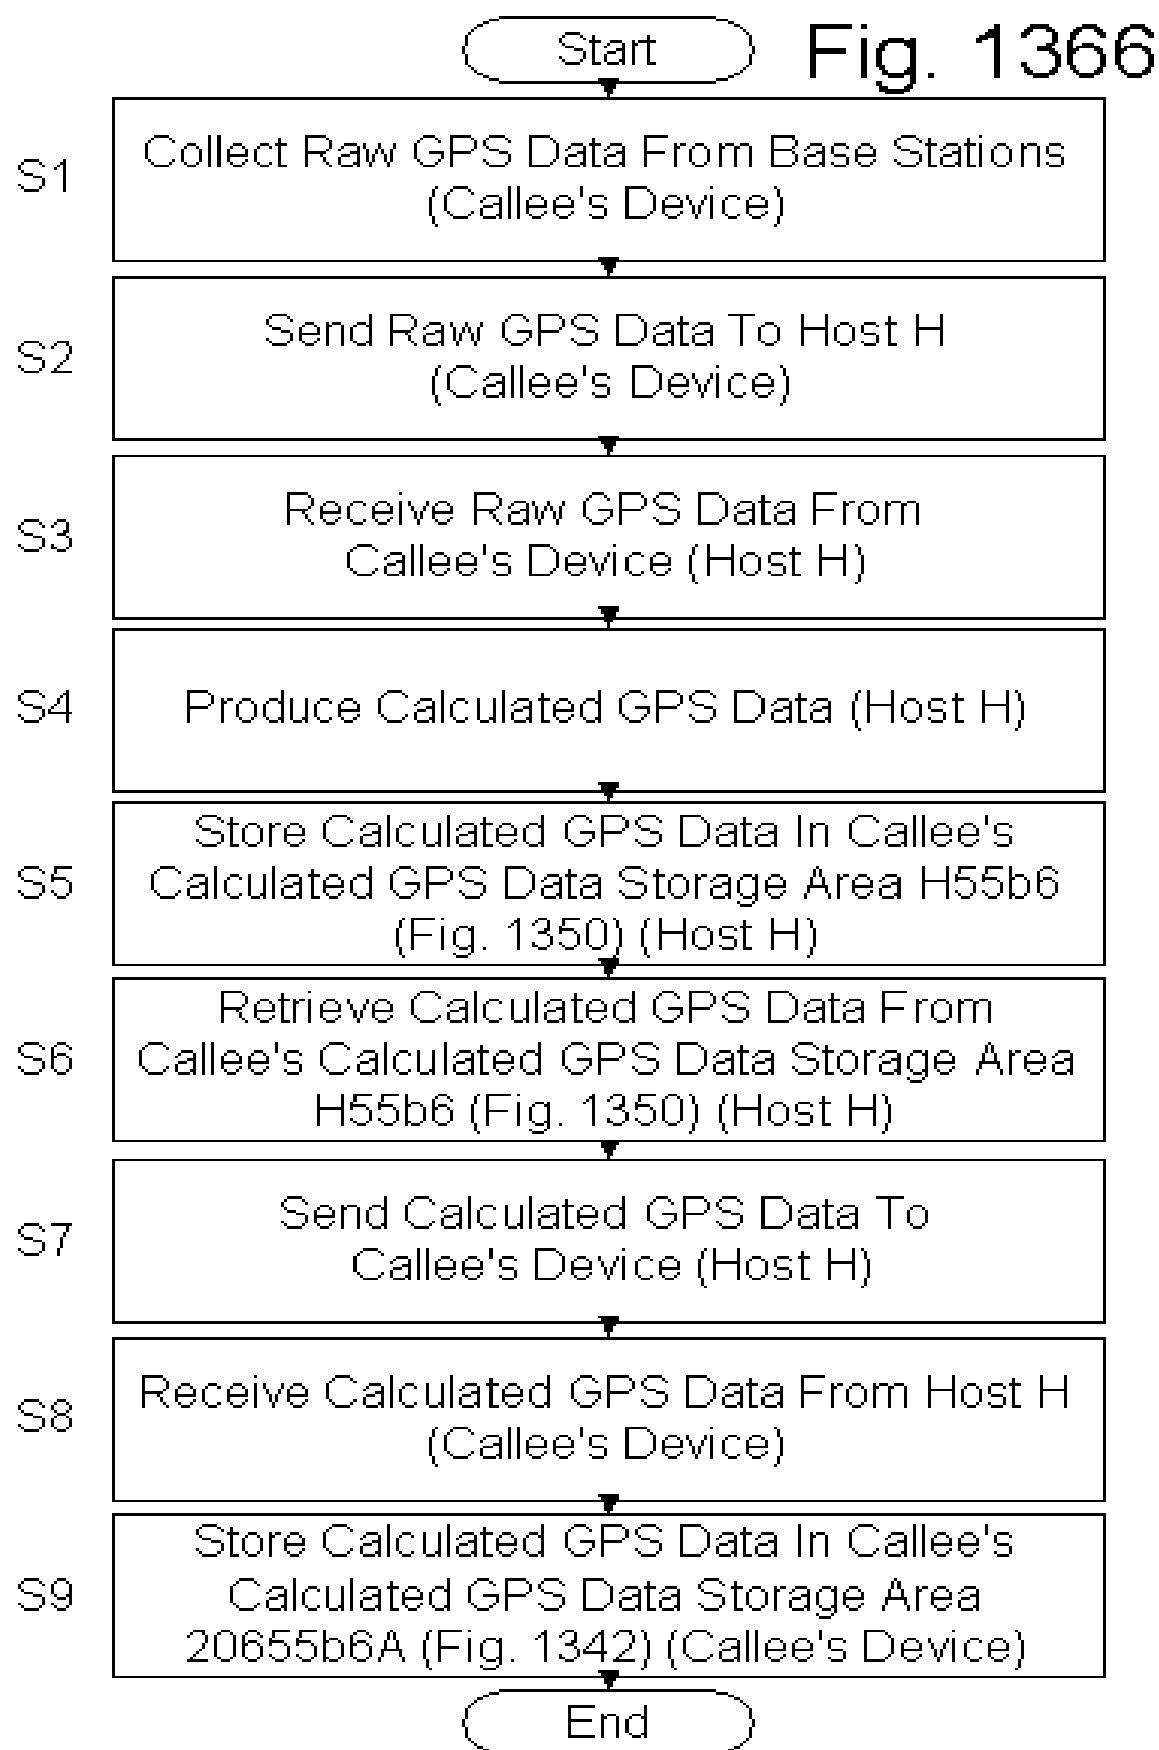 Start
Fig. 1366
S1
Collect Raw GPS Data From Base Stations
(Callee's Device)
S2
Send Raw GPS Data To Host H
(Callee's Device)
S3
Receive Raw GPS Data From
Callee's Device (Host H)
S4
Produce Calculated GPS Data (Host H)
S5
Store Calculated GPS Data In Callee's
Calculated GPS Data Storage Area H55b6
(Fig. 1350) (Host H)
S6
Retrieve Calculated GPS Data From
Callee's Calculated GPS Data Storage Area
H55b6 (Fig. 1350) (Host H)
S7
Send Calculated GPS Data To
Callee's Device (Host H)
S8
Receive Calculated GPS Data From Host H
(Callee's Device)
S9
Store Calculated GPS Data In Callee's
Calculated GPS Data Storage Area
20655b6A (Fig. 1342) (Callee's Device)
End